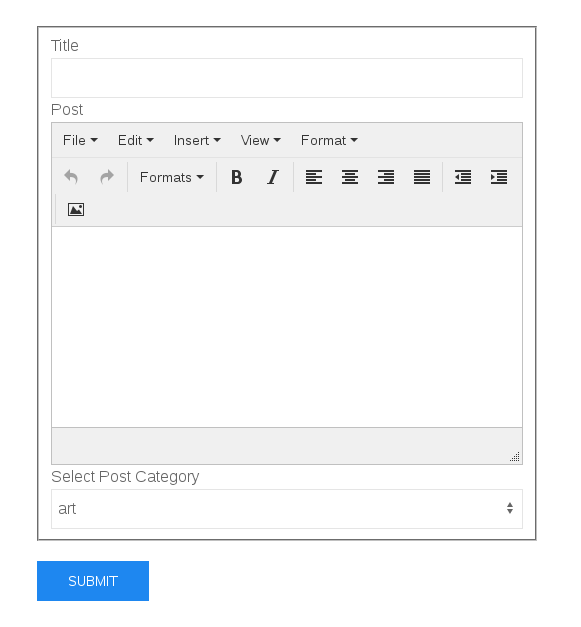 Title
Post
File Edit Insert View Format
Formats B I
Select Post Category
art
SUBMIT